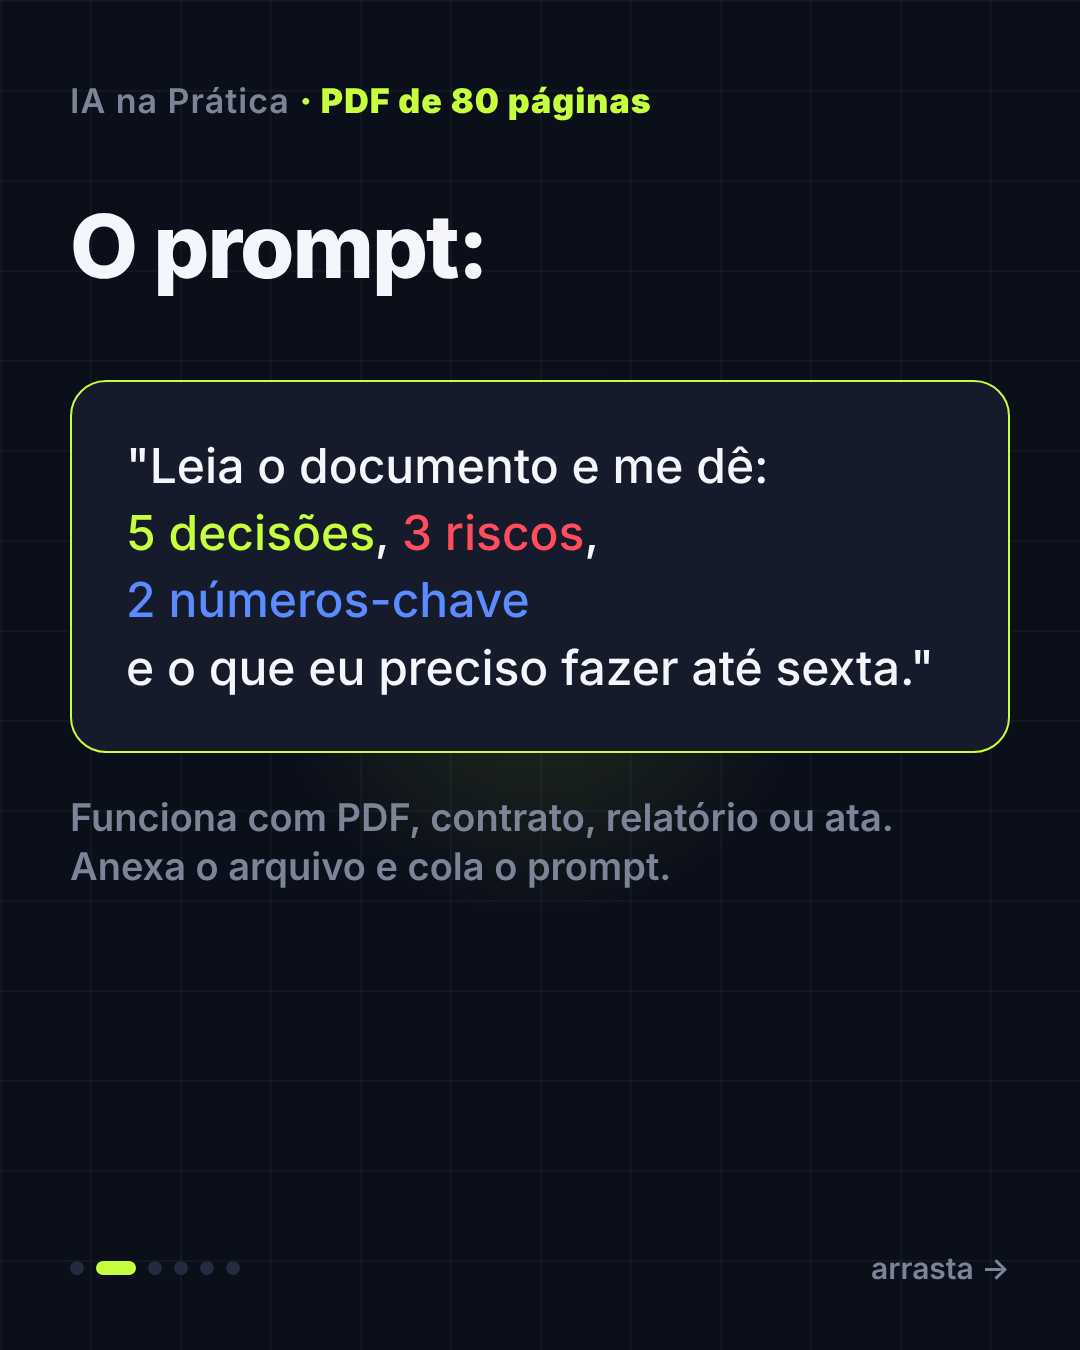 IA na Prática · PDF de 80 páginas
O prompt:
"Leia o documento e me dê:
5 decisões, 3 riscos,
2 números-chave
e o que eu preciso fazer até sexta."
Funciona com PDF, contrato, relatório ou ata.
Anexa o arquivo e cola o prompt.
arrasta →